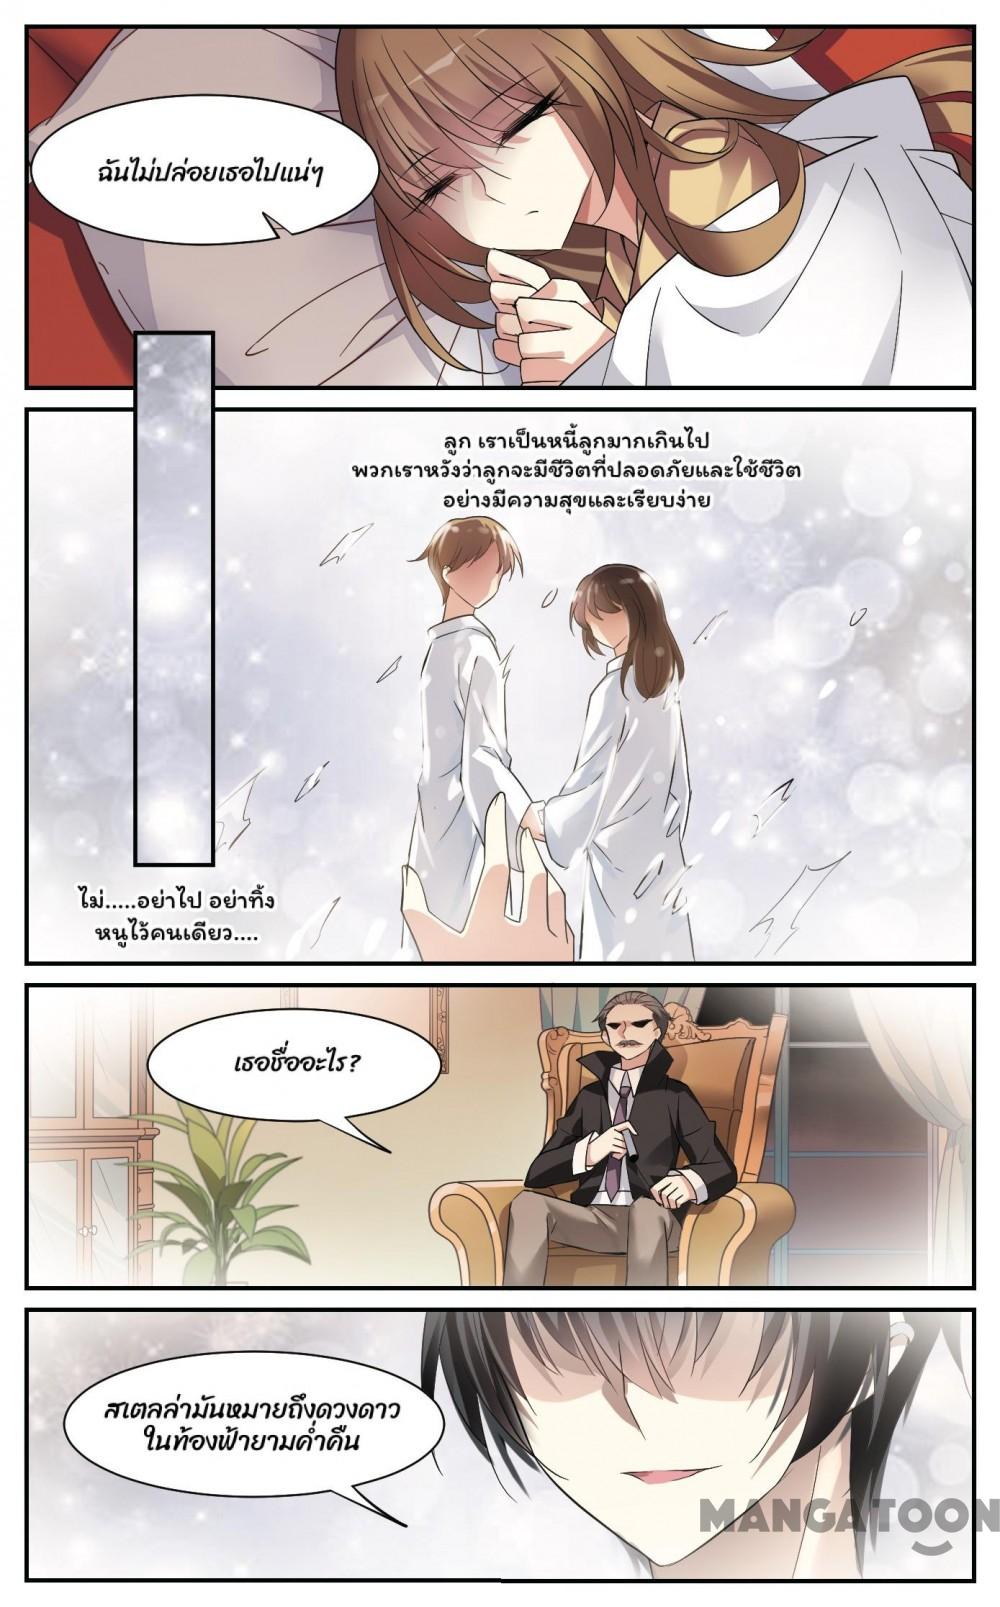 ฉันไม่ปล่อยเธอไปแน่ๆ
ลูก เราเป็นหนี้ลูกมากเกินไป
พวกเราหวังว่าลูกจะมีชีวิตที่ปลอดภัยและใช้ชีวิต
อย่างมีความสุขและเรียบง่าย
ไม่.....อย่าไป อย่าทิ้ง
หนูไว้คนเดียว....
เธอชื่ออะไร?
สเตลล่ามันหมายถึงดวงดาว
ในท้องฟ้ายามค่ำคืน
MANGATOON